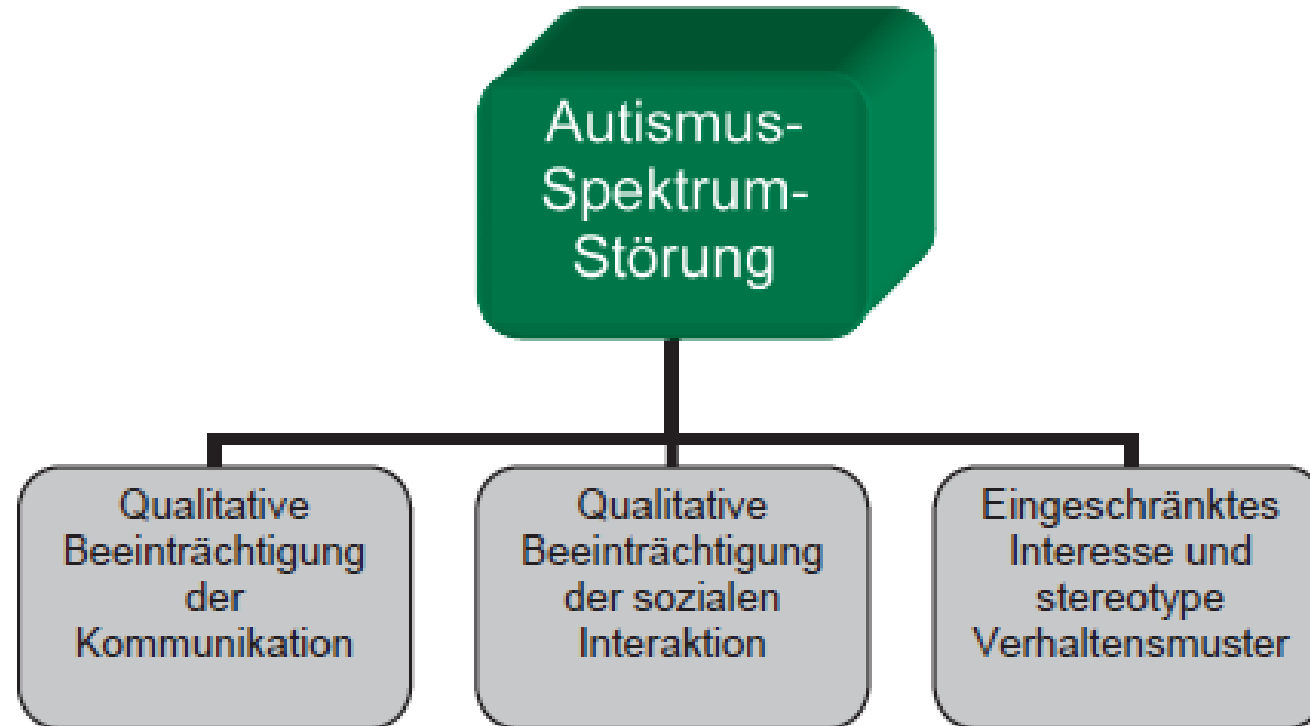 Autismus-
Spektrum-
Störung
Qualitative
Beeinträchtigung
der
Kommunikation
Qualitative
Beeinträchtigung
der sozialen
Interaktion
Eingeschränktes
Interesse und
stereotype
Verhaltensmuster